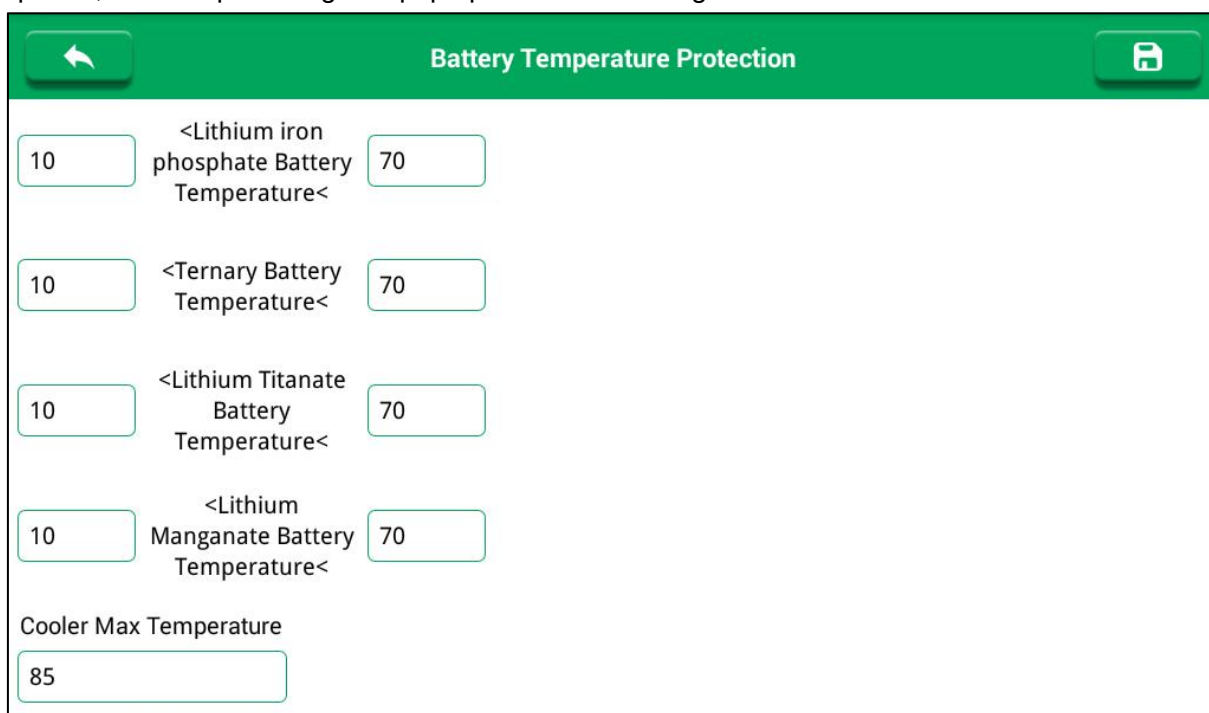 Battery Temperature Protection
<Lithium iron
10 phosphate Battery 70
Temperature<
<Ternary Battery
10 70
Temperature<
<Lithium Titanate
10 Battery 70
Temperature<
<Lithium
10 Manganate Battery 70
Temperature<
Cooler Max Temperature
85